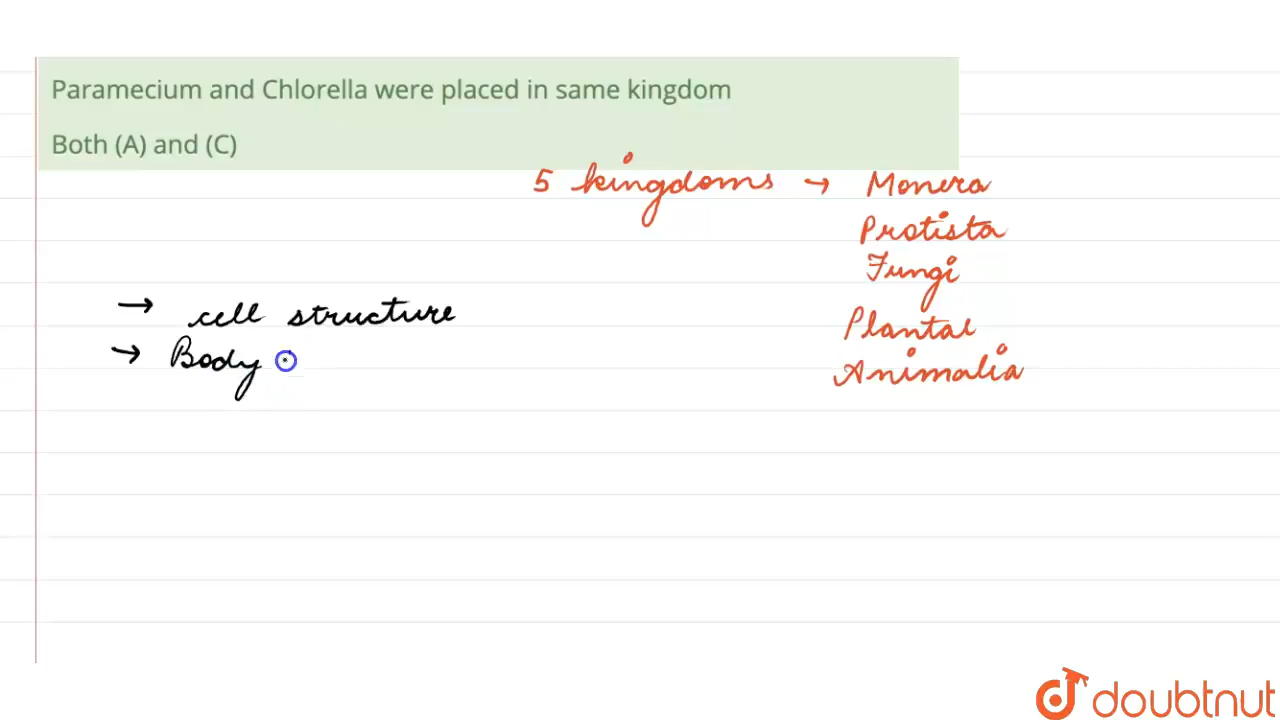 Paramecium and Chlorella were placed in same kingdom
Both (A) and (C)
5 kingdoms → Monera
Protista
Fungi
Plantae
Animalia
→ cell structure
→ Body
doubtnut